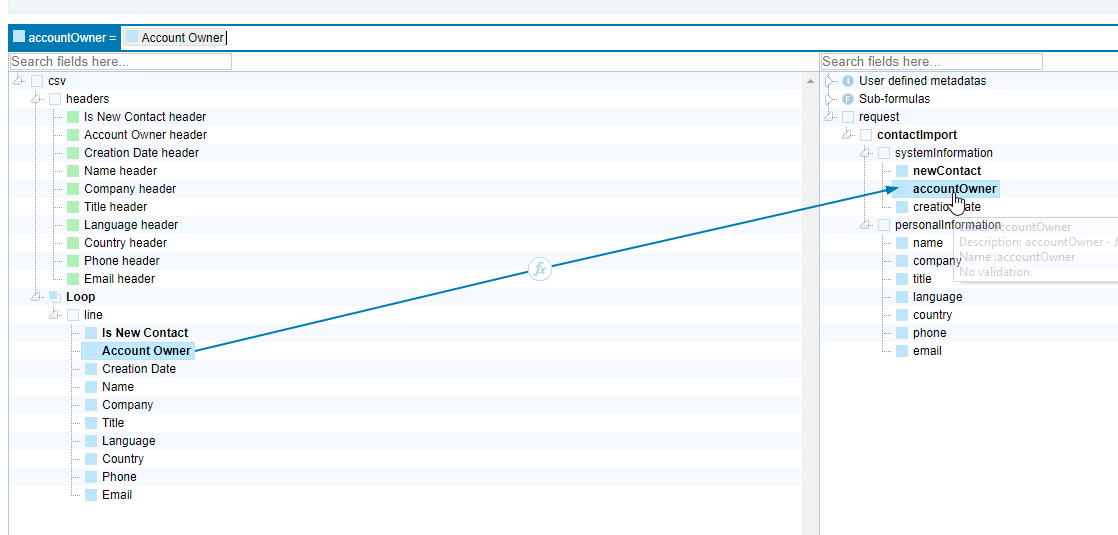 accountOwner = Account Owner
Search fields here...
csv
headers
Is New Contact header
Account Owner header
Creation Date header
Name header
Company header
Title header
Language header
Country header
Phone header
Email header
Loop
line
Is New Contact
Account Owner
Creation Date
Name
Company
Title
Language
Country
Phone
Email
fx
Search fields here...
User defined metadatas
Sub-formulas
request
contactImport
systemInformation
newContact
accountOwner
personalInformation
name
company
title
language
country
phone
email
accountOwner
Description: accountOwner -
Name :accountOwner
No validation.